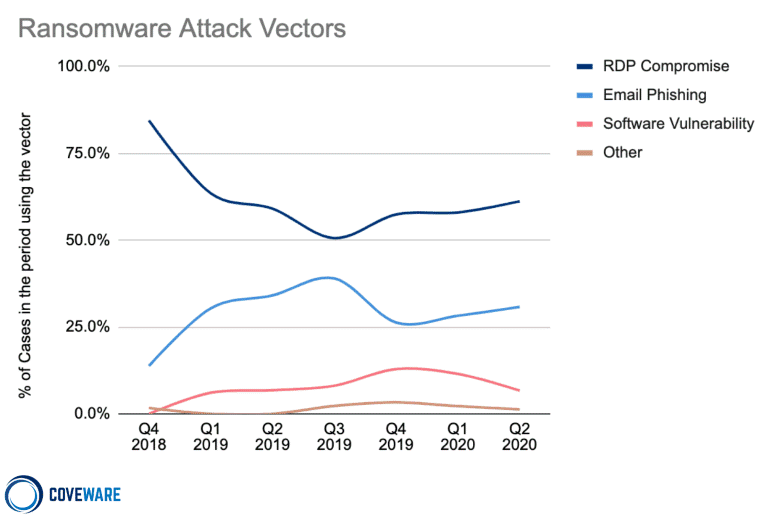 Ransomware Attack Vectors
100.0%
75.0%
50.0%
25.0%
0.0%
% of Cases in the period using the vector
Q4 Q1 Q2 Q3 Q4 Q1 Q2
2018 2019 2019 2019 2019 2020 2020
RDP Compromise
Email Phishing
Software Vulnerability
Other
COVEWARE